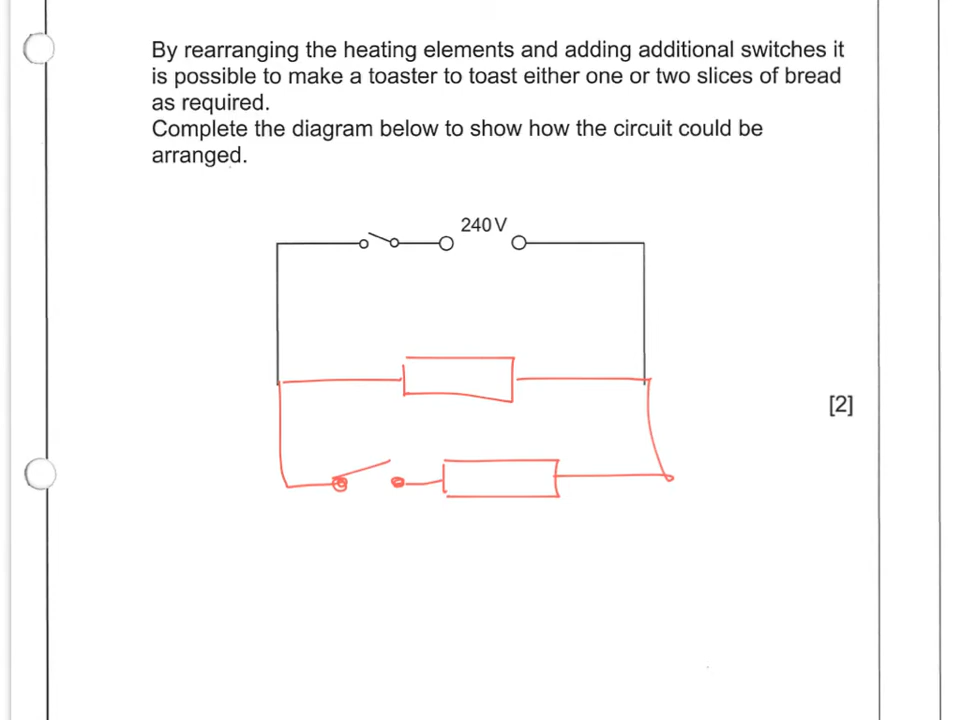 By rearranging the heating elements and adding additional switches it
is possible to make a toaster to toast either one or two slices of bread
as required.
Complete the diagram below to show how the circuit could be
arranged.
240V
[2]